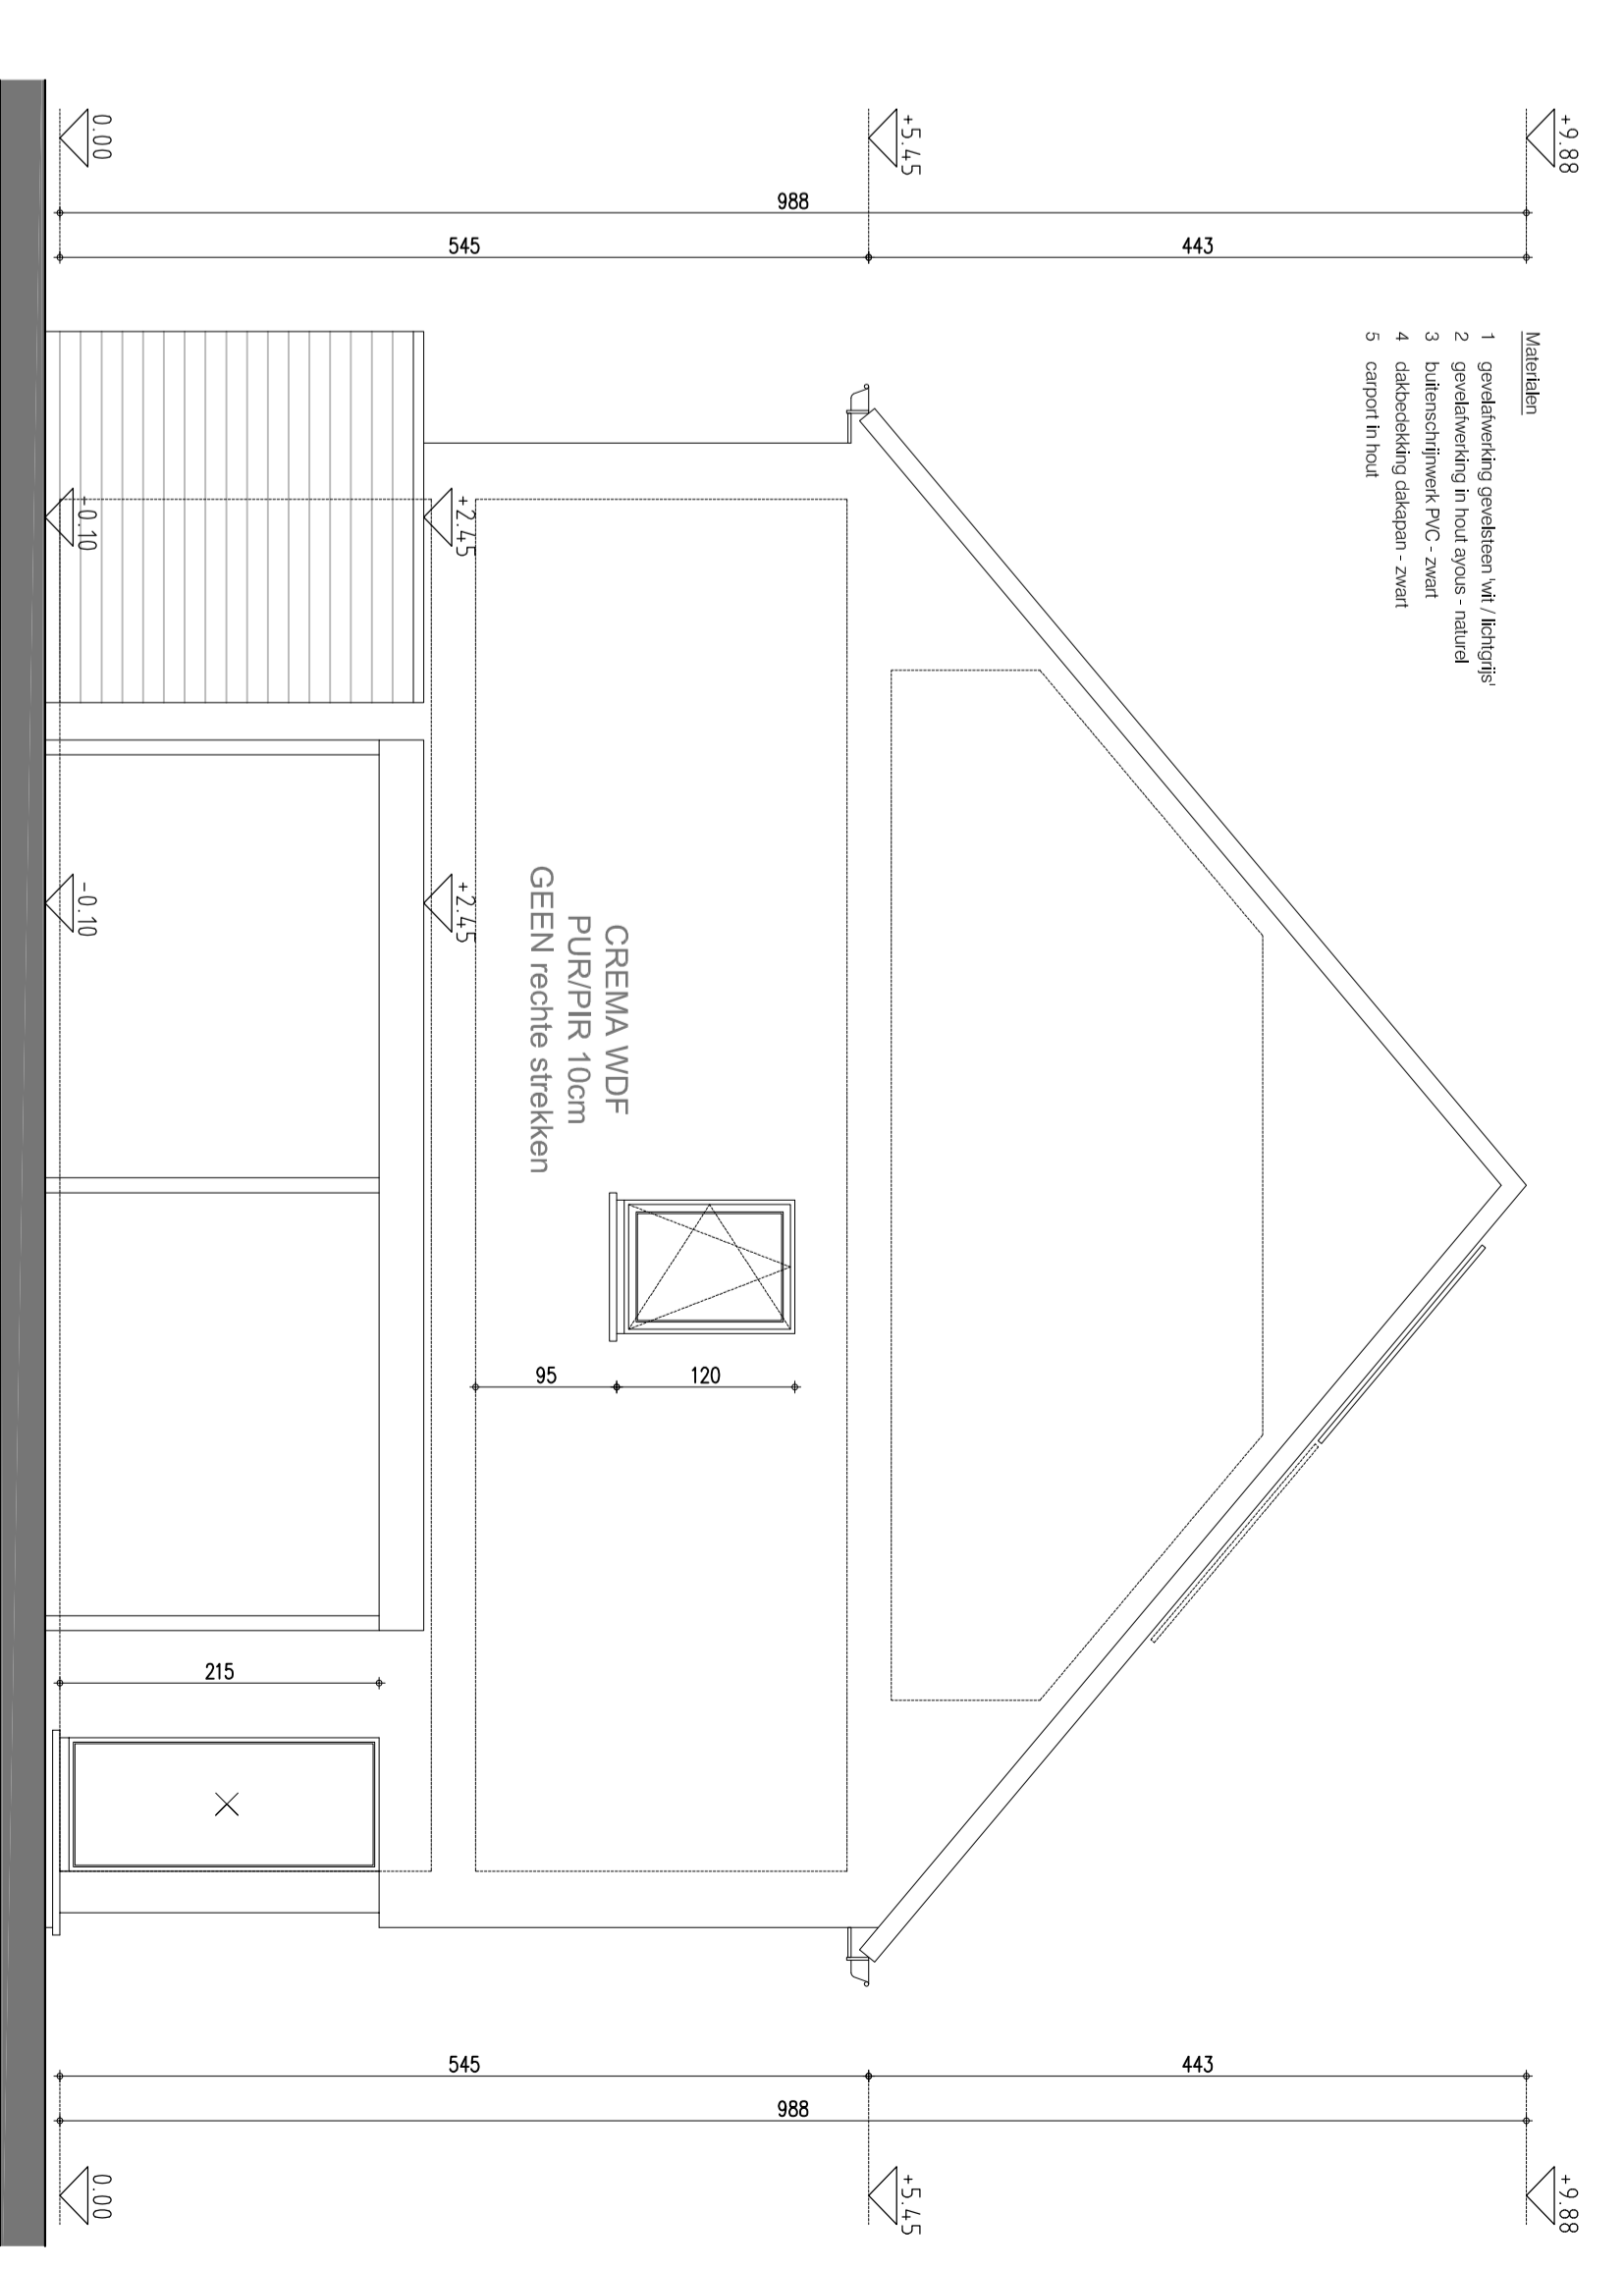 +9.88
+9.88
Materialen
1 gevelafwerking gevelsteen 'wit / lichtgrijs'
2 gevelafwerking in hout ayous - naturel
3 buitenschrijnwerk PVC - zwart
4 dakbedekking dakapan - zwart
5 carport in hout
443
443
988
988
+5.45
+5.45
120
CREMA WDF
PUR/PIR 10cm
GEEN rechte strekken
95
545
545
+2.45
+2.45
215
0.00
-0.10
-0.10
0.00